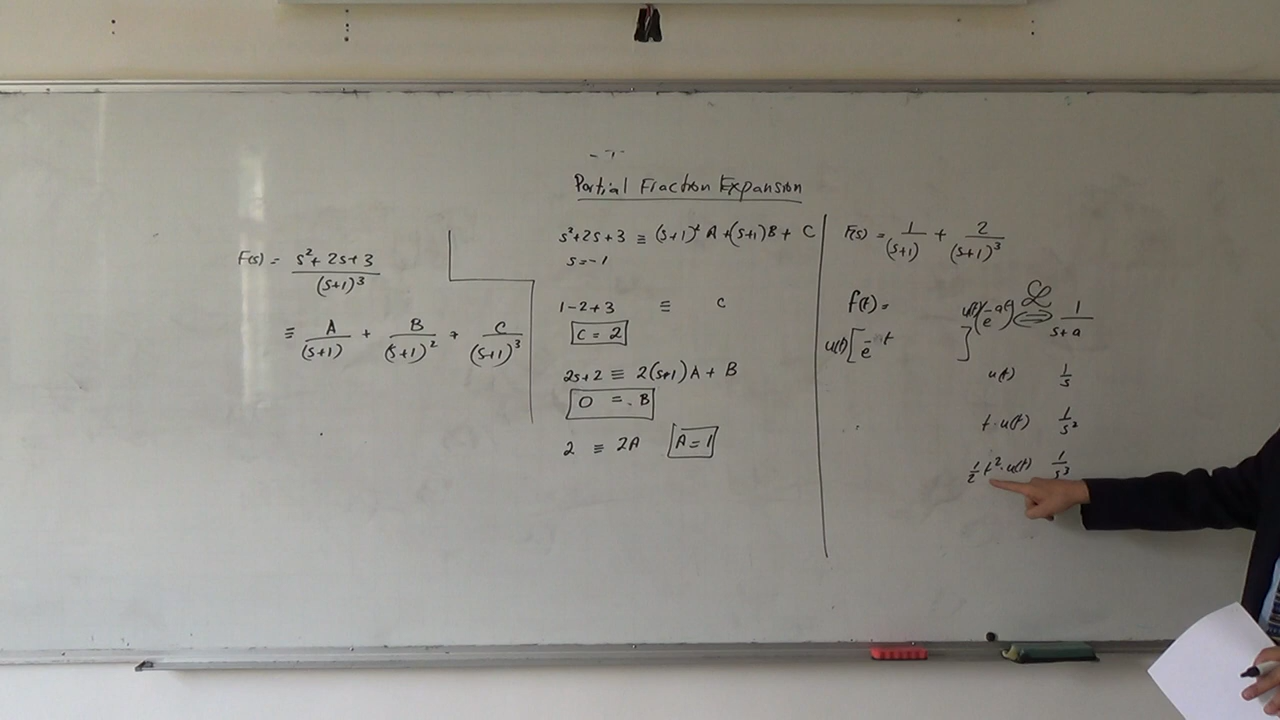 Partial Fraction Expansion
F(s) = s²+ 2s+3 / (s+1)³
≡ A/(s+1) + B/(s+1)² + C/(s+1)³
s²+2s+3 ≡ (s+1)² A +(s+1)B + C
s=-1
1-2+3 ≡ C
C = 2
2s+2 ≡ 2(s+1)A + B
0 = B
2 ≡ 2A A=1
F(s) = 1/(s+1) + 2/(s+1)³
f(t) =
u(t)[e^-t ]
u(t)(e^-at) ℒ ⇔ 1/(s+a)
u(t) 1/s
t·u(t) 1/s²
1/2 t²·u(t) 1/s³